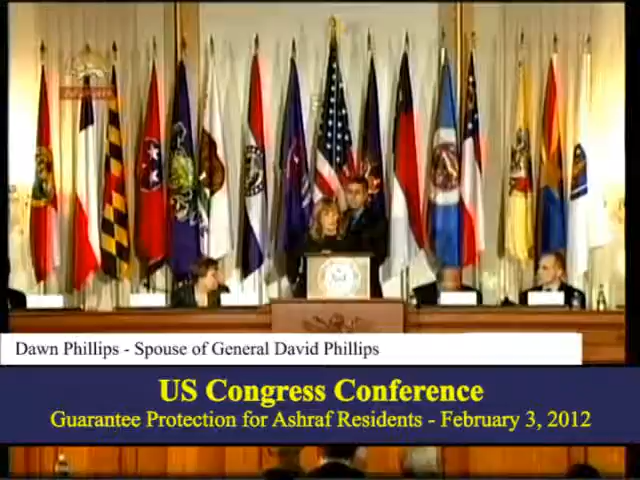 Dawn Phillips - Spouse of General David Phillips
US Congress Conference
Guarantee Protection for Ashraf Residents - February 3, 2012